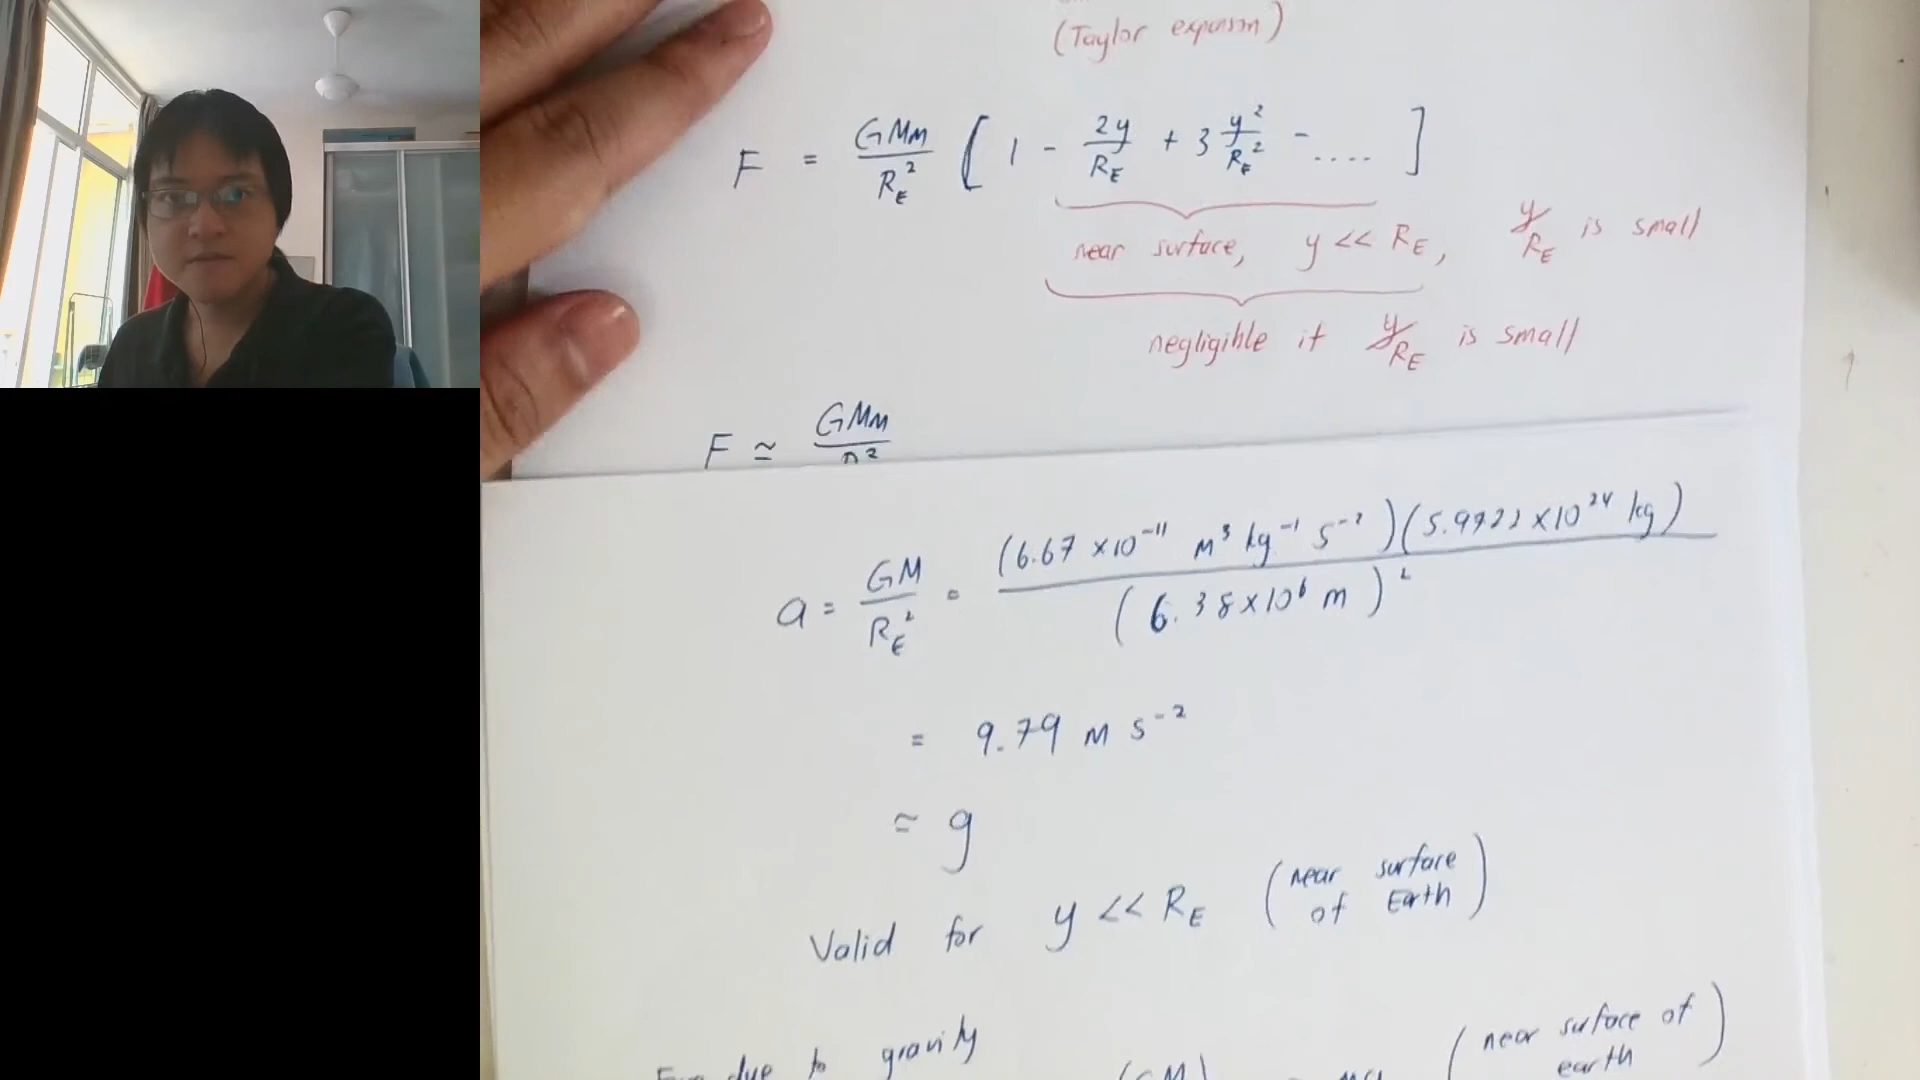 (Taylor expansion)
F = GMm / R_E² [ 1 - 2y / R_E + 3 y² / R_E² - .... ]
near surface, y << R_E, y/R_E is small
negligible if y/R_E is small
F ≃ GMm
a = GM / R_E² = (6.67 × 10⁻¹¹ m³ kg⁻¹ s⁻²)(5.9722 × 10²⁴ kg) / (6.38 × 10⁶ m)²
= 9.79 m s⁻²
≃ g
Valid for y << R_E (near surface of Earth)
due to gravity
(near surface of earth)